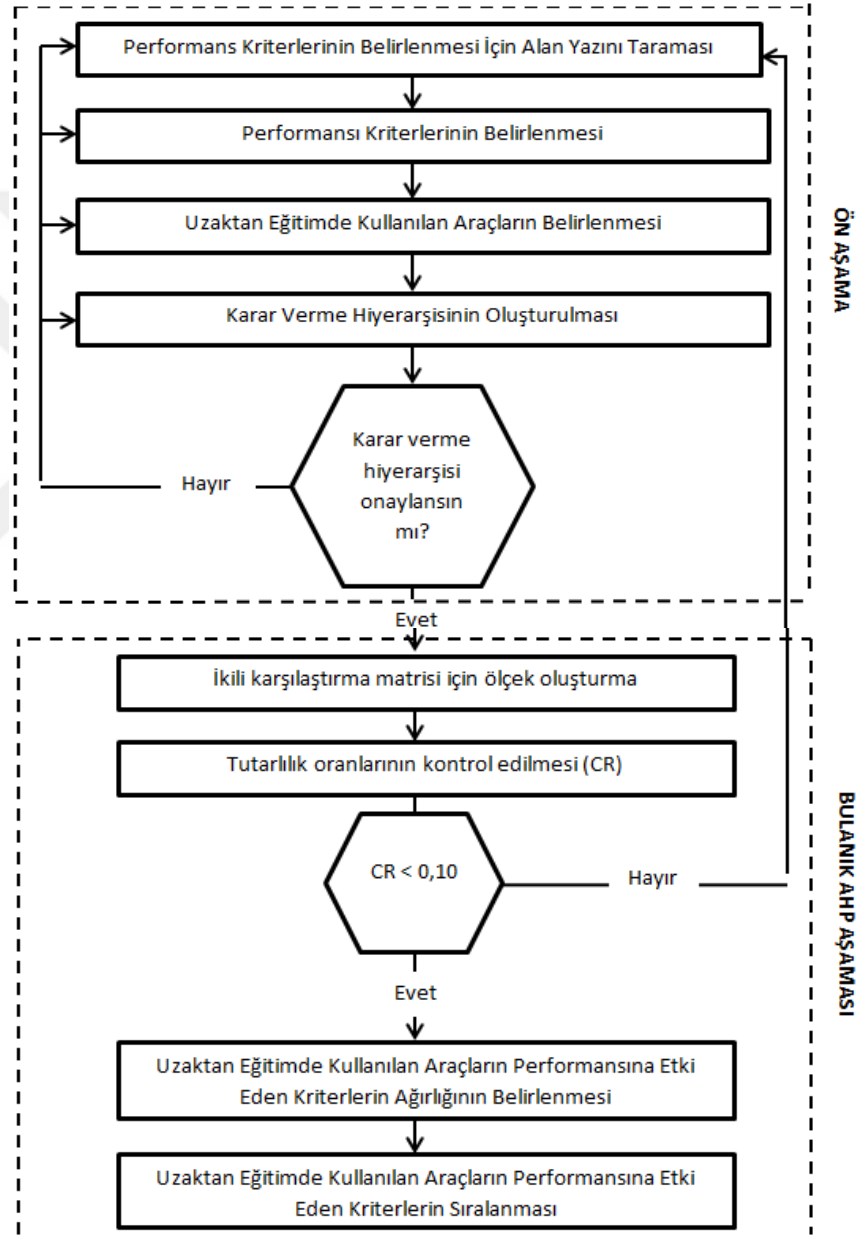 Performans Kriterlerinin Belirlenmesi İçin Alan Yazını Taraması
Performansı Kriterlerinin Belirlenmesi
Uzaktan Eğitimde Kullanılan Araçların Belirlenmesi
Karar Verme Hiyerarşisinin Oluşturulması
Karar verme
hiyerarşisi
onaylansın
mı?
Hayır
Evet
ÖN AŞAMA
İkili karşılaştırma matrisi için ölçek oluşturma
Tutarlılık oranlarının kontrol edilmesi (CR)
CR < 0,10
Hayır
Evet
Uzaktan Eğitimde Kullanılan Araçların Performansına Etki
Eden Kriterlerin Ağırlığının Belirlenmesi
Uzaktan Eğitimde Kullanılan Araçların Performansına Etki
Eden Kriterlerin Sıralanması
BULANIK AHP AŞAMASI